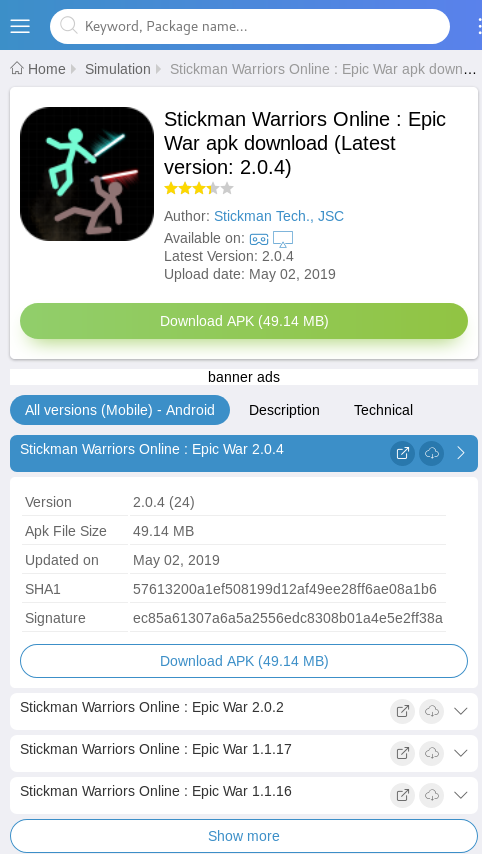 Keyword, Package name...
Home Simulation Stickman Warriors Online : Epic War apk down...
Stickman Warriors Online : Epic
War apk download (Latest
version: 2.0.4)
Author: Stickman Tech., JSC
Available on:
Latest Version: 2.0.4
Upload date: May 02, 2019
Download APK (49.14 MB)
banner ads
All versions (Mobile) - Android Description Technical
Stickman Warriors Online : Epic War 2.0.4
Version 2.0.4 (24)
Apk File Size 49.14 MB
Updated on May 02, 2019
SHA1 57613200a1ef508199d12af49ee28ff6ae08a1b6
Signature ec85a61307a6a5a2556edc8308b01a4e5e2ff38a
Download APK (49.14 MB)
Stickman Warriors Online : Epic War 2.0.2
Stickman Warriors Online : Epic War 1.1.17
Stickman Warriors Online : Epic War 1.1.16
Show more